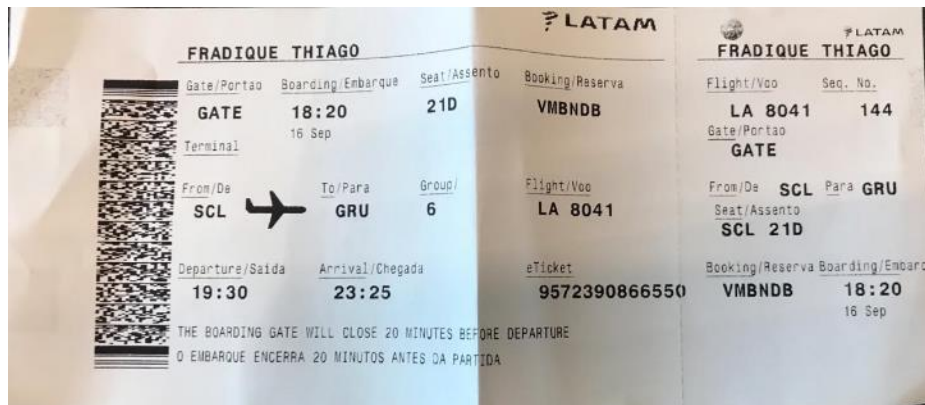 LATAM
FRADIQUE THIAGO
Gate/Portao Boarding/Embarque Seat/Assento Booking/Reserva
GATE 18:20 21D VMBNDB
16 Sep
Terminal
From/De To/Para Group/ Flight/Voo
SCL GRU 6 LA 8041
Departure/Saida Arrival/Chegada eTicket
19:30 23:25 9572390866550
THE BOARDING GATE WILL CLOSE 20 MINUTES BEFORE DEPARTURE
O EMBARQUE ENCERRA 20 MINUTOS ANTES DA PARTIDA
LATAM
FRADIQUE THIAGO
Flight/Voo Seq. No.
LA 8041 144
Gate/Portao
GATE
From/De SCL Para GRU
Seat/Assento
SCL 21D
Booking/Reserva Boarding/Embarq
VMBNDB 18:20
16 Sep